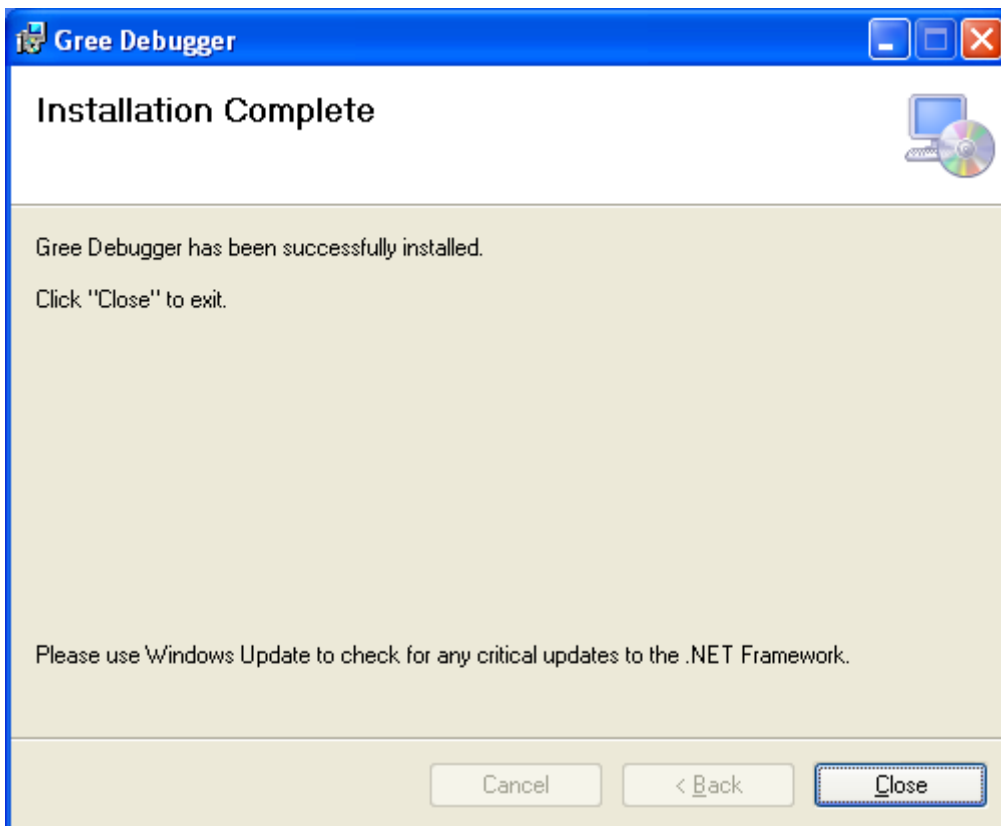 Gree Debugger
Installation Complete
Gree Debugger has been successfully installed.
Click "Close" to exit.
Please use Windows Update to check for any critical updates to the .NET Framework.
Cancel
< Back
Close